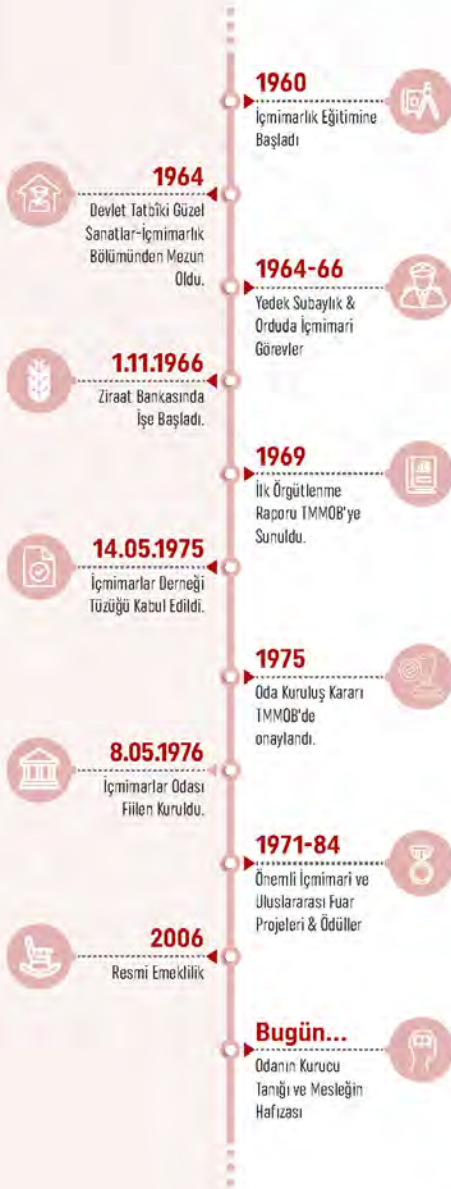 1960
İçmimarlık Eğitimine
Başladı
1964
Devlet Tatbîki Güzel
Sanatlar-İçmimarlık
Bölümünden Mezun
Oldu.
1964-66
Yedek Subaylık &
Orduda İçmimari
Görevler
1.11.1966
Ziraat Bankasında
İşe Başladı.
1969
İlk Örgütlenme
Raporu TMMOB'ye
Sunuldu.
14.05.1975
İçmimarlar Derneği
Tüzüğü Kabul Edildi.
1975
Oda Kuruluş Kararı
TMMOB'de
onaylandı.
8.05.1976
İçmimarlar Odası
Fiilen Kuruldu.
1971-84
Önemli İçmimari ve
Uluslararası Fuar
Projeleri & Ödüller
2006
Resmi Emeklilik
Bugün...
Odanın Kurucu
Tanığı ve Mesleğin
Hafızası